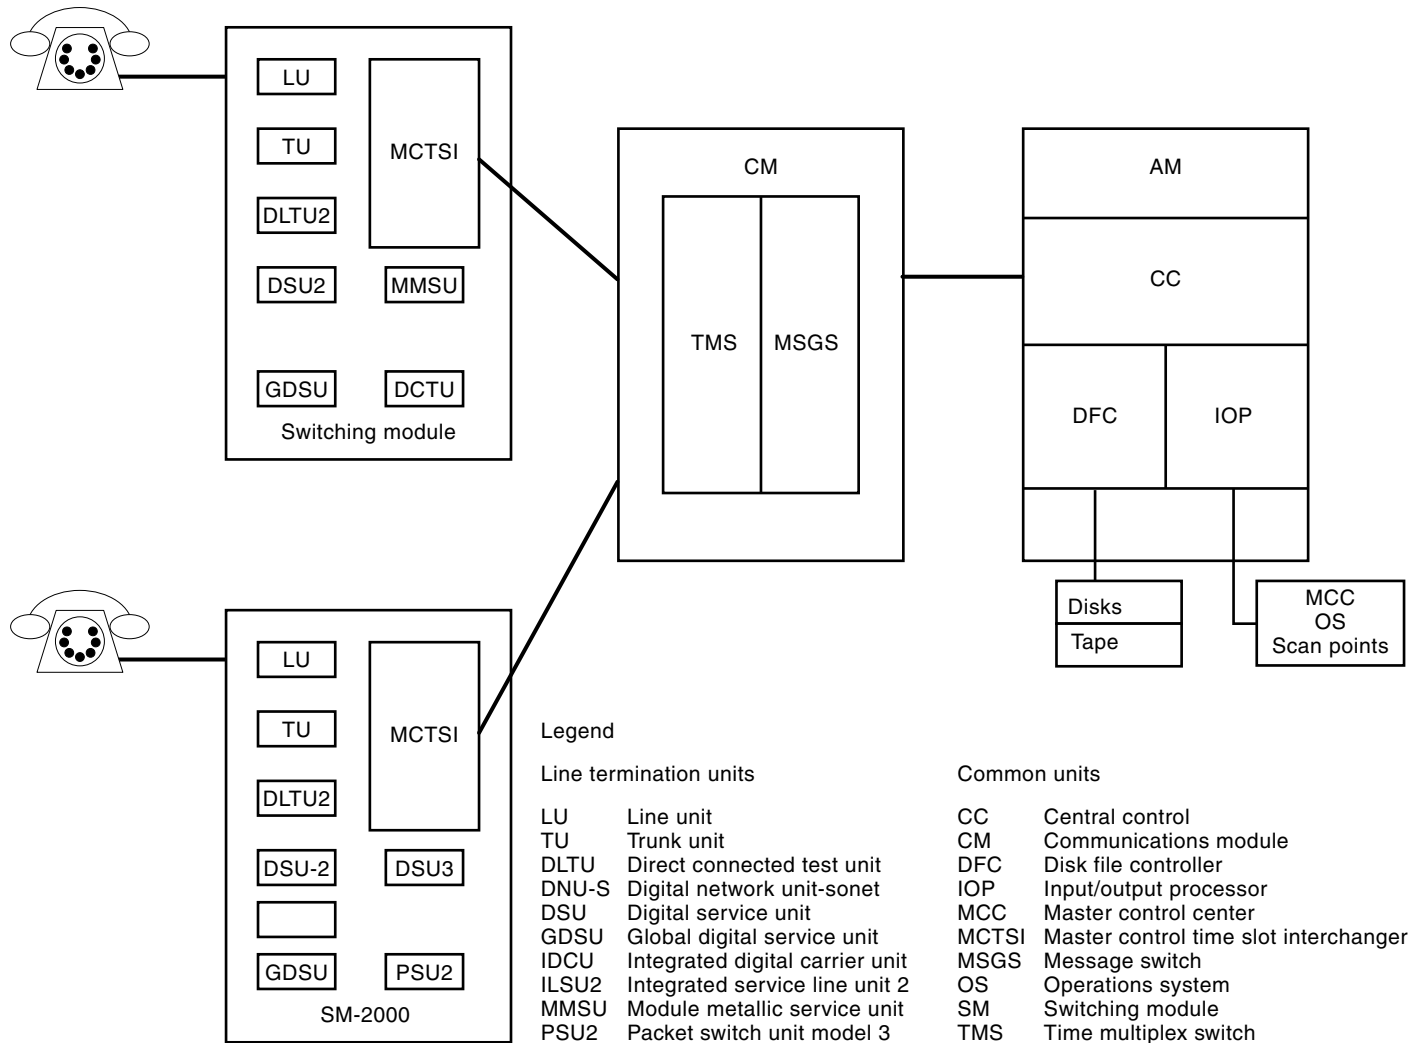 LU
TU
DLTU2
DSU2
GDSU
MCTSI
MMSU
DCTU
Switching module
CM
TMS
MSGS
AM
CC
DFC
IOP
Disks
Tape
MCC
OS
Scan points
LU
TU
DLTU2
DSU-2
GDSU
MCTSI
DSU3
PSU2
SM-2000
Legend
Line termination units
LU Line unit
TU Trunk unit
DLTU Direct connected test unit
DNU-S Digital network unit-sonet
DSU Digital service unit
GDSU Global digital service unit
IDCU Integrated digital carrier unit
ILSU2 Integrated service line unit 2
MMSU Module metallic service unit
PSU2 Packet switch unit model 3
Common units
CC Central control
CM Communications module
DFC Disk file controller
IOP Input/output processor
MCC Master control center
MCTSI Master control time slot interchanger
MSGS Message switch
OS Operations system
SM Switching module
TMS Time multiplex switch